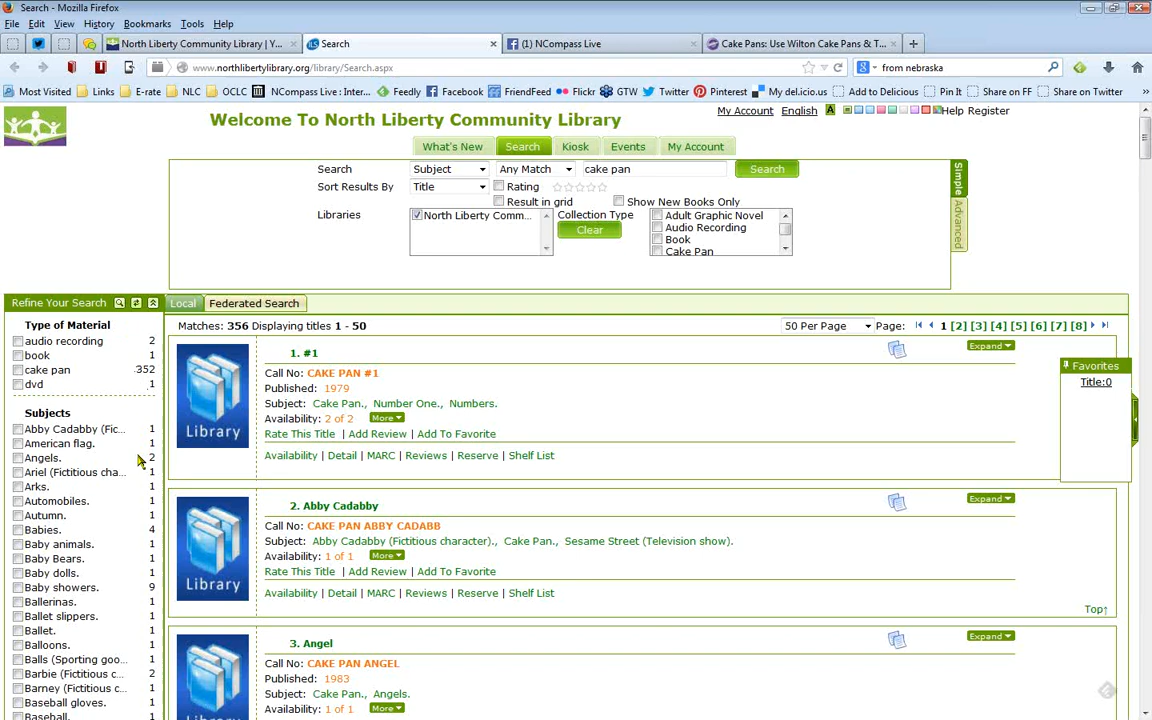 Search - Mozilla Firefox
File Edit View History Bookmarks Tools Help
North Liberty Community Library | Y... × Search × (1) NCompass Live × Cake Pans: Use Wilton Cake Pans & T... × +
www.northlibertylibrary.org/library/Search.aspx from nebraska
Most Visited Links E-rate NLC OCLC NCompass Live : Inter... Feedly Facebook FriendFeed Flickr GTW Twitter Pinterest My del.icio... Add to Delicious Pin It Share on FF Share on Twitter
My Account English A Help Register
Welcome To North Liberty Community Library
What's New Search Kiosk Events My Account
Search Subject Any Match cake pan Search
Sort Results By Title Rating
Result in grid Show New Books Only
Libraries North Liberty Comm... Collection Type Adult Graphic Novel
Clear Audio Recording
Book
Cake Pan
Simple
Advanced
Refine Your Search Local Federated Search
Type of Material
audio recording 2
book 1
cake pan 352
dvd 1
Subjects
Abby Cadabby (Fic... 1
American flag. 1
Angels. 2
Ariel (Fictitious cha... 1
Arks. 1
Automobiles. 1
Autumn. 1
Babies. 4
Baby animals. 1
Baby Bears. 1
Baby dolls. 1
Baby showers. 9
Ballerinas. 1
Ballet slippers. 1
Ballet. 1
Balloons. 1
Balls (Sporting goo... 1
Barbie (Fictitious c... 2
Barney (Fictitious c... 1
Baseball gloves. 1
Baseball. 1
Matches: 356 Displaying titles 1 - 50 50 Per Page Page: 1 [2] [3] [4] [5] [6] [7] [8]
Library
1. #1 Expand
Call No: CAKE PAN #1
Published: 1979
Subject: Cake Pan., Number One., Numbers.
Availability: 2 of 2 More
Rate This Title | Add Review | Add To Favorite
Availability | Detail | MARC | Reviews | Reserve | Shelf List
Favorites
Title:0
Library
2. Abby Cadabby Expand
Call No: CAKE PAN ABBY CADABB
Subject: Abby Cadabby (Fictitious character)., Cake Pan., Sesame Street (Television show).
Availability: 1 of 1 More
Rate This Title | Add Review | Add To Favorite
Availability | Detail | MARC | Reviews | Reserve | Shelf List
Top↑
Library
3. Angel Expand
Call No: CAKE PAN ANGEL
Published: 1983
Subject: Cake Pan., Angels.
Availability: 1 of 1 More